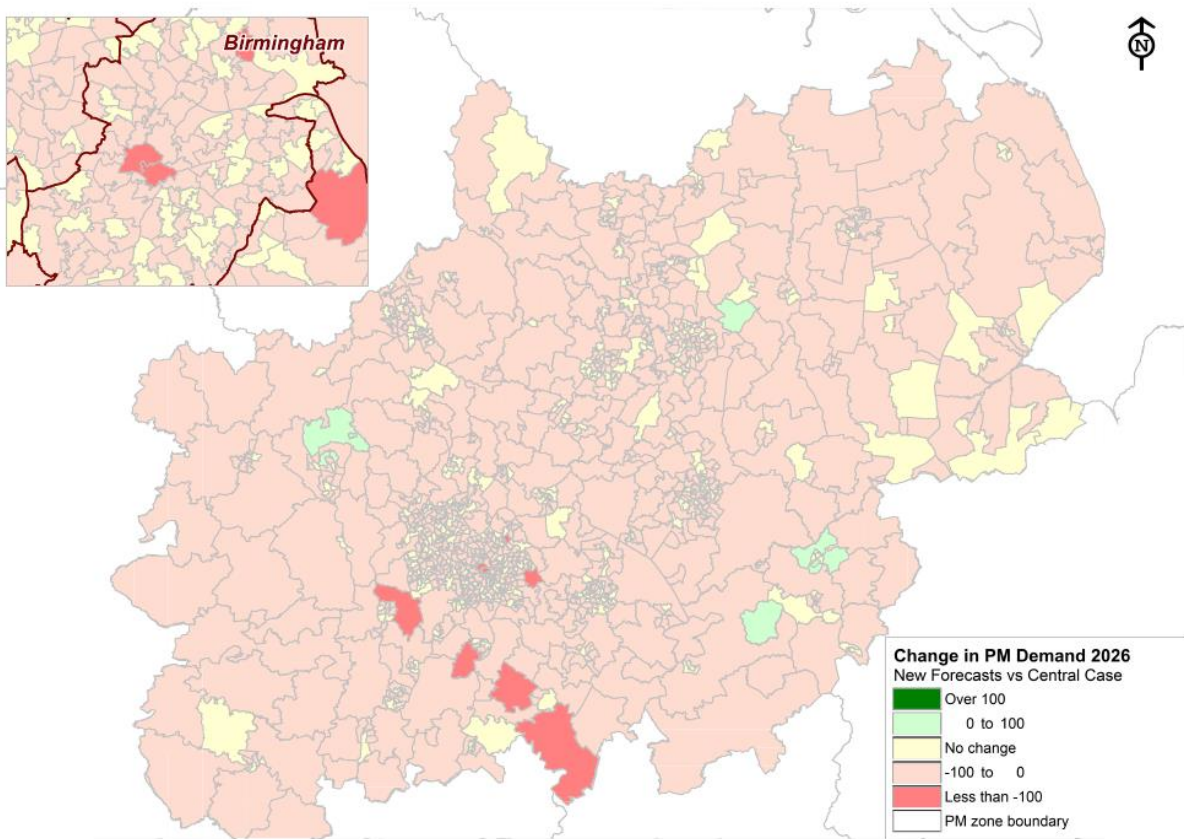 Birmingham
N
Change in PM Demand 2026
New Forecasts vs Central Case
Over 100
0 to 100
No change
-100 to 0
Less than -100
PM zone boundary